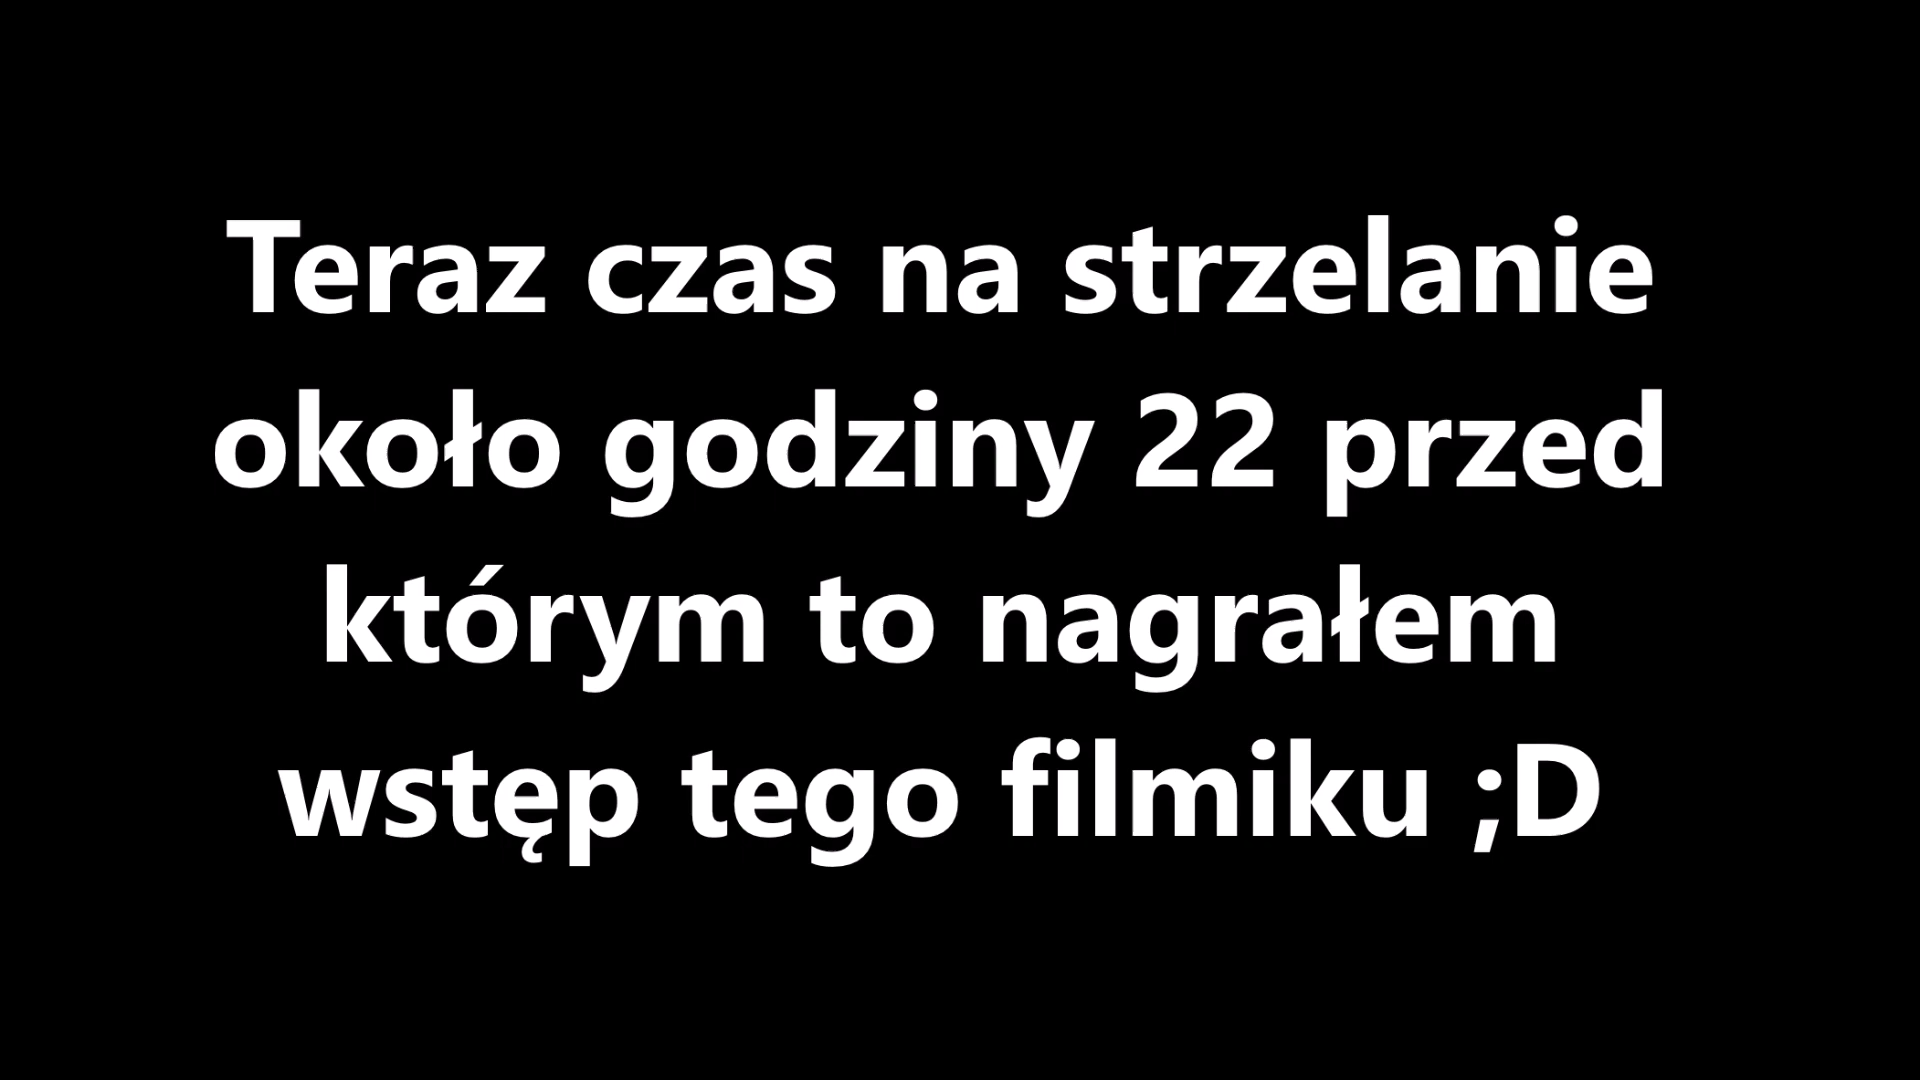 Teraz czas na strzelanie
około godziny 22 przed
którym to nagrałem
wstęp tego filmiku ;D